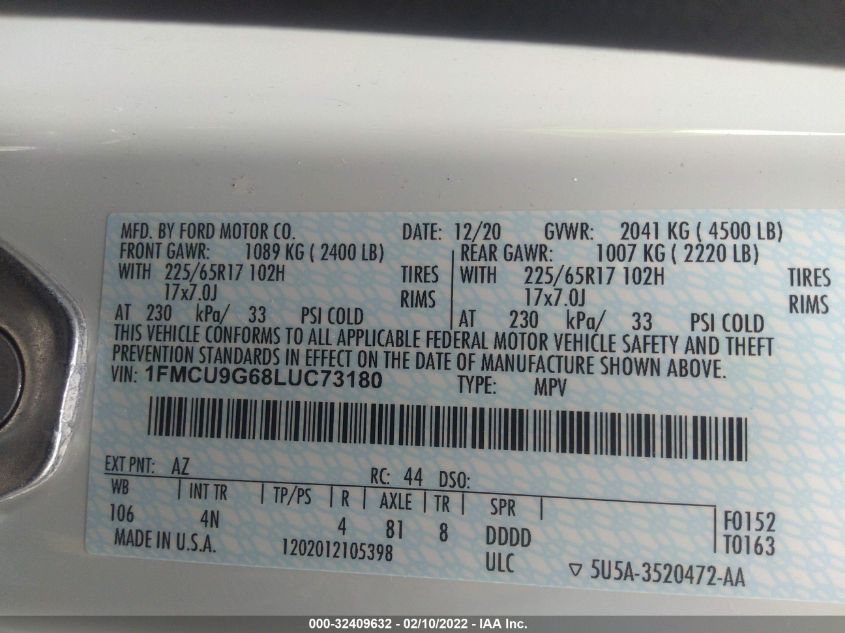 MFD. BY FORD MOTOR CO. DATE: 12/20 GVWR: 2041 KG ( 4500 LB)
FRONT GAWR: 1089 KG ( 2400 LB) REAR GAWR: 1007 KG ( 2220 LB)
WITH 225/65R17 102H TIRES WITH 225/65R17 102H TIRES
17x7.0J RIMS 17x7.0J RIMS
AT 230 kPa/ 33 PSI COLD AT 230 kPa/ 33 PSI COLD
THIS VEHICLE CONFORMS TO ALL APPLICABLE FEDERAL MOTOR VEHICLE SAFETY AND THEFT
PREVENTION STANDARDS IN EFFECT ON THE DATE OF MANUFACTURE SHOWN ABOVE.
VIN: 1FMCU9G68LUC73180 TYPE: MPV
EXT PNT: AZ RC: 44 DSO:
WB INT TR TP/PS R AXLE TR SPR
106 4N 4 81 8 DDDD F0152
MADE IN U.S.A. 1202012105398 ULC T0163
▽ 5U5A-3520472-AA
000-32409632 - 02/10/2022 - IAA Inc.